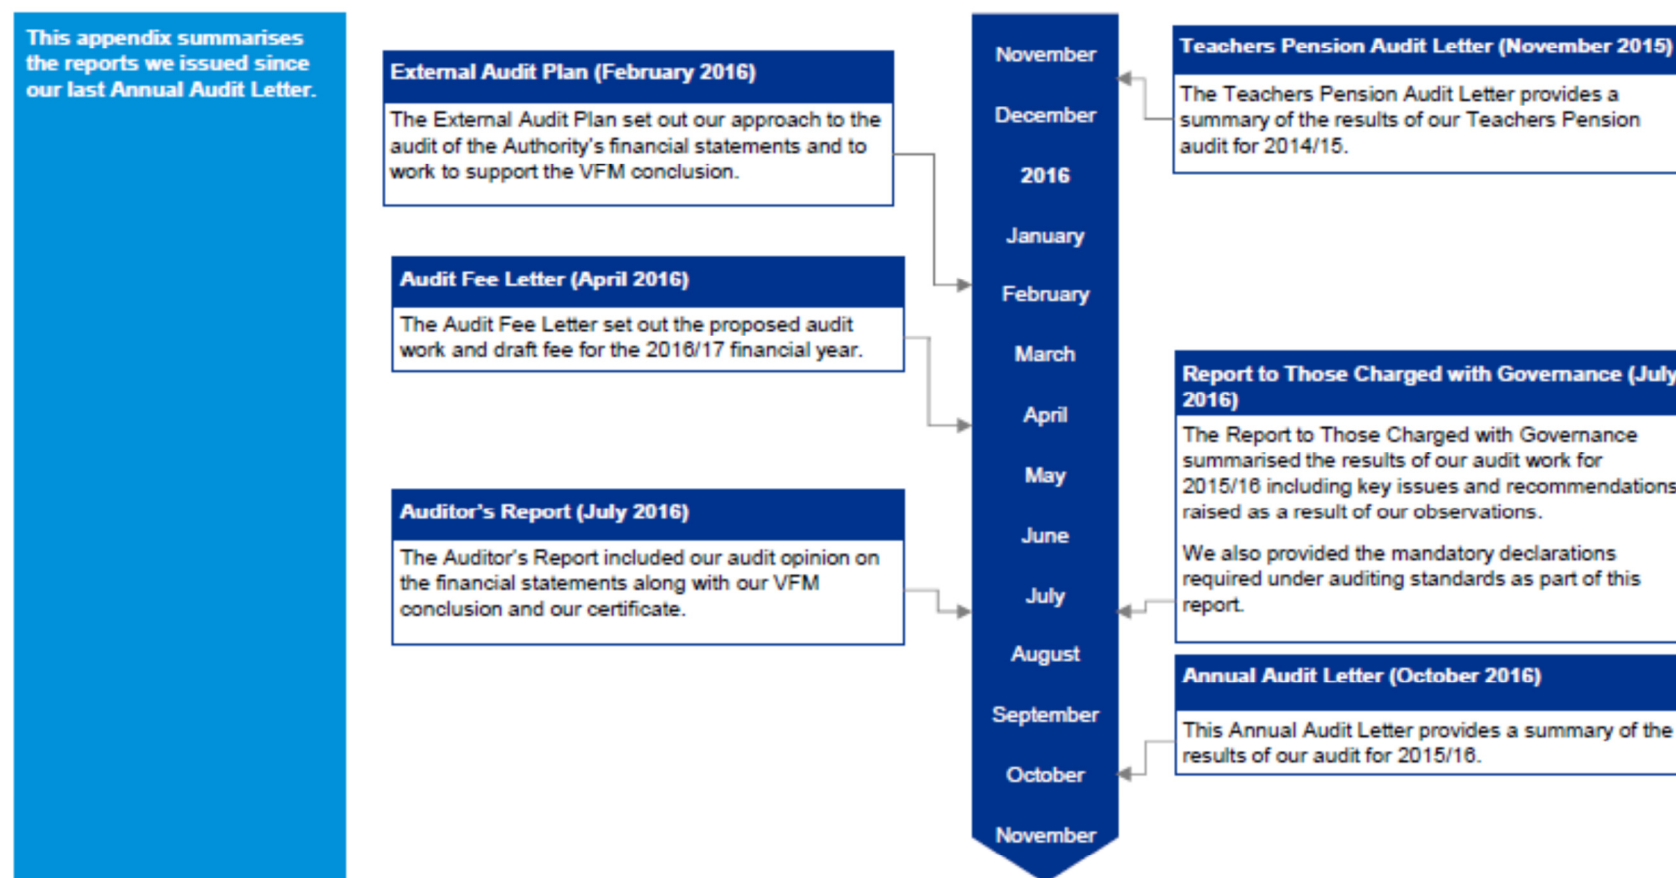 This appendix summarises
the reports we issued since
our last Annual Audit Letter.
External Audit Plan (February 2016)
The External Audit Plan set out our approach to the
audit of the Authority's financial statements and to
work to support the VFM conclusion.
Audit Fee Letter (April 2016)
The Audit Fee Letter set out the proposed audit
work and draft fee for the 2016/17 financial year.
Auditor's Report (July 2016)
The Auditor's Report included our audit opinion on
the financial statements along with our VFM
conclusion and our certificate.
November
December
2016
January
February
March
April
May
June
July
August
September
October
November
Teachers Pension Audit Letter (November 2015)
The Teachers Pension Audit Letter provides a
summary of the results of our Teachers Pension
audit for 2014/15.
Report to Those Charged with Governance (July
2016)
The Report to Those Charged with Governance
summarised the results of our audit work for
2015/16 including key issues and recommendations
raised as a result of our observations.
We also provided the mandatory declarations
required under auditing standards as part of this
report.
Annual Audit Letter (October 2016)
This Annual Audit Letter provides a summary of the
results of our audit for 2015/16.